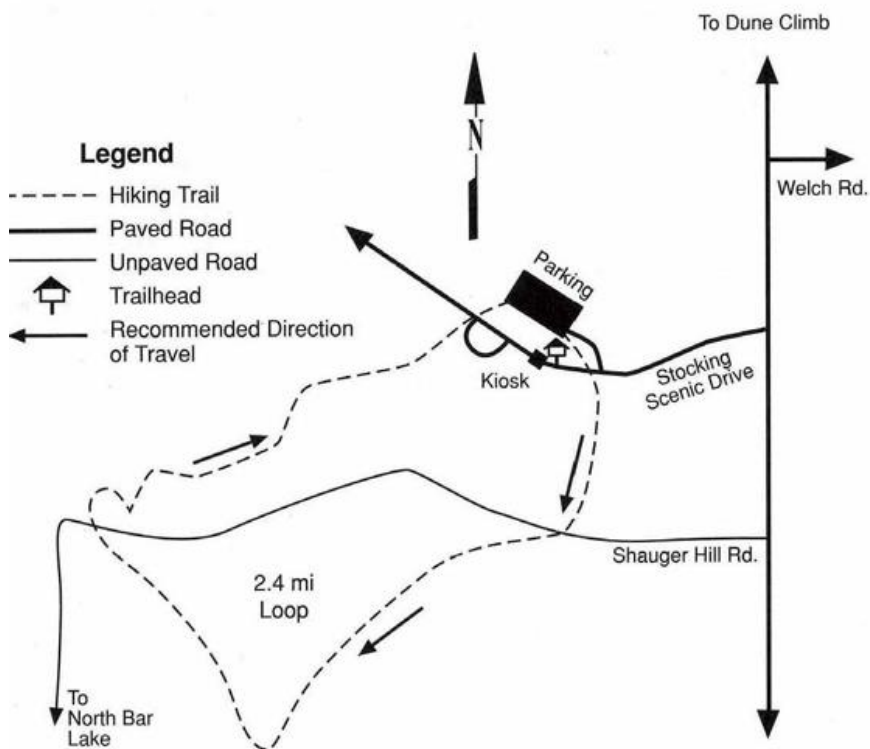 To Dune Climb
N
Welch Rd.
Legend
Hiking Trail
Paved Road
Unpaved Road
Trailhead
Recommended Direction
of Travel
Parking
Kiosk
Stocking
Scenic Drive
Shauger Hill Rd.
2.4 mi
Loop
To
North Bar
Lake